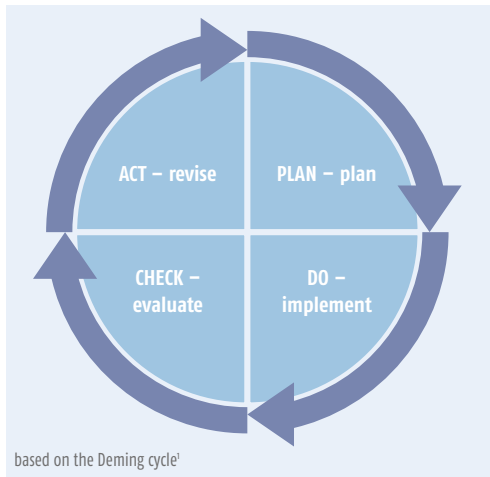 ACT – revise
PLAN – plan
CHECK –
evaluate
DO –
implement
based on the Deming cycle¹